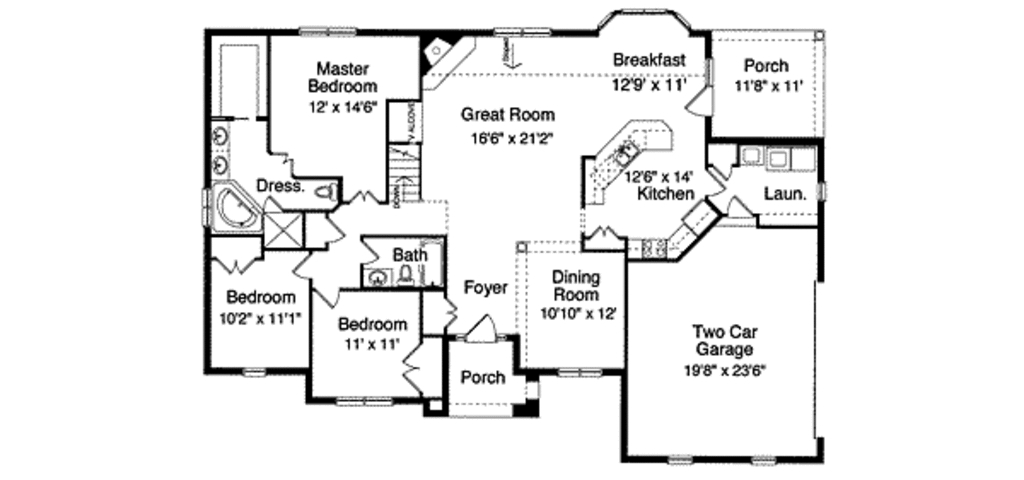 Master
Bedroom
12' x 14'6"
Sloped
Breakfast
12'9' x 11'
Porch
11'8" x 11'
TV ALCOVE
Great Room
16'6" x 21'2"
12'6" x 14'
Kitchen
Laun.
Dress.
DOWN
Bath
Bedroom
10'2" x 11'1"
Bedroom
11' x 11'
Foyer
Dining
Room
10'10" x 12'
Porch
Two Car
Garage
19'8" x 23'6"